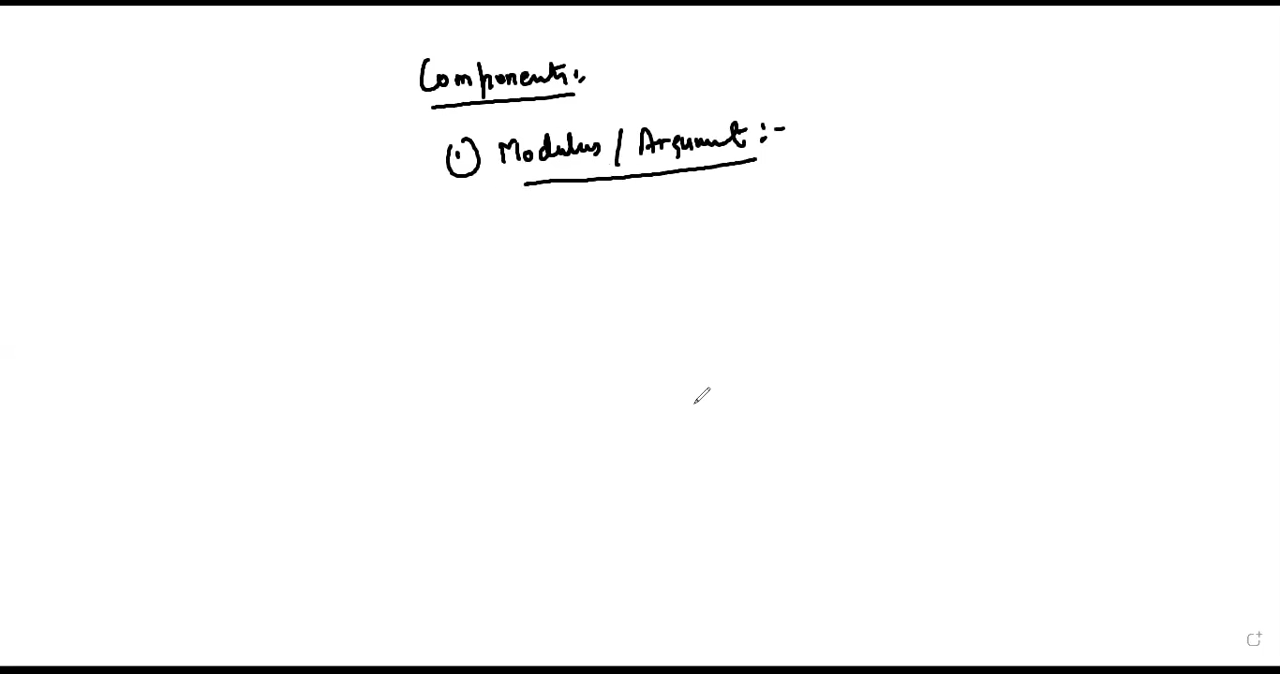 Components:
(i) Modulus / Argument :-